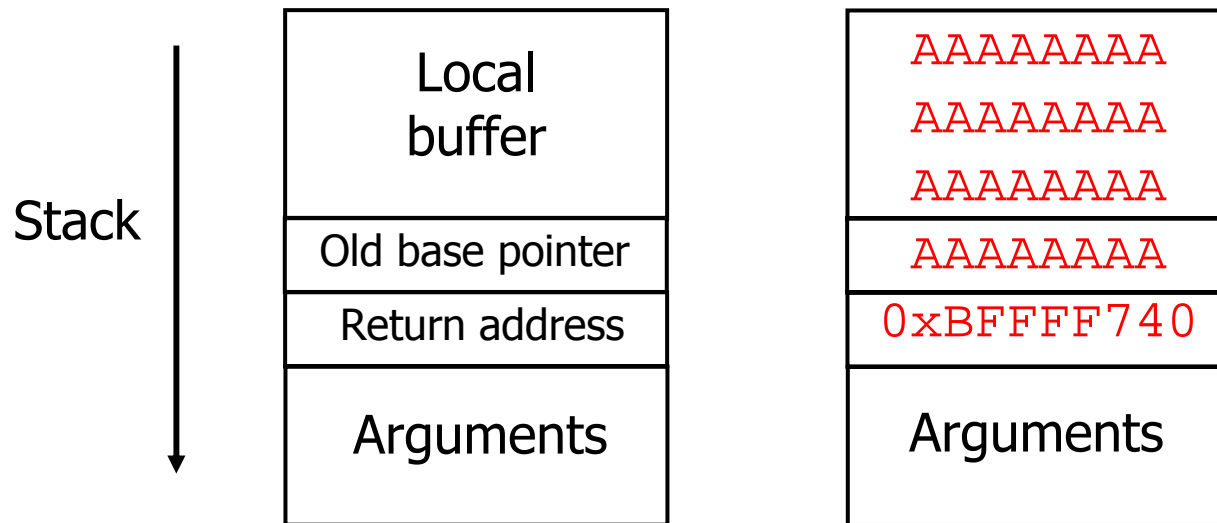 Stack
Local
buffer
Old base pointer
Return address
Arguments
AAAAAAAA
AAAAAAAA
AAAAAAAA
AAAAAAAA
0xBFFFF740
Arguments